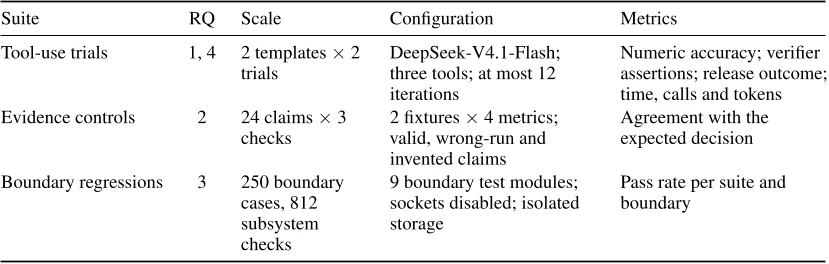 Suite RQ Scale Configuration Metrics
Tool-use trials 1, 4 2 templates × 2 DeepSeek-V4.1-Flash; Numeric accuracy; verifier
trials three tools; at most 12 assertions; release outcome;
iterations time, calls and tokens
Evidence controls 2 24 claims × 3 2 fixtures × 4 metrics; Agreement with the
checks valid, wrong-run and expected decision
invented claims
Boundary regressions 3 250 boundary 9 boundary test modules; Pass rate per suite and
cases, 812 sockets disabled; isolated boundary
subsystem storage
checks